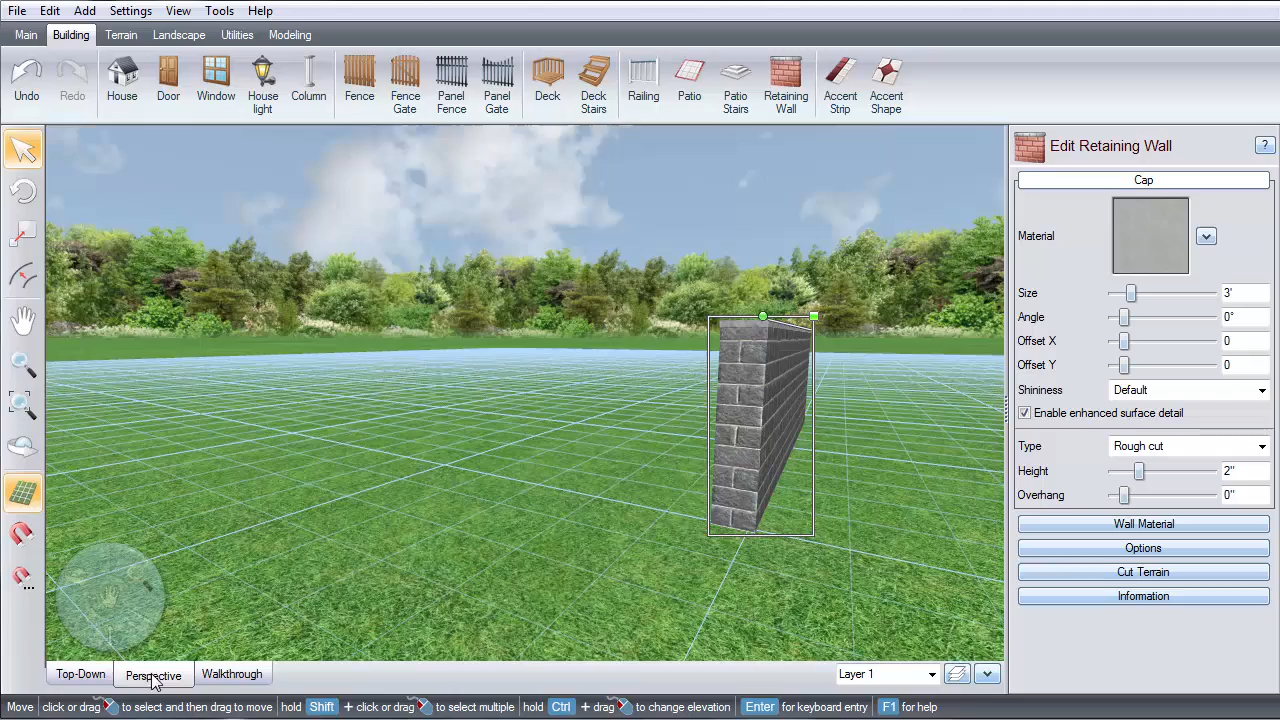 File Edit Add Settings View Tools Help
Main Building Terrain Landscape Utilities Modeling
Undo Redo House Door Window House light Column Fence Fence Gate Panel Fence Panel Gate Deck Deck Stairs Railing Patio Patio Stairs Retaining Wall Accent Strip Accent Shape
Edit Retaining Wall ?
Cap
Material
Size 3'
Angle 0°
Offset X 0
Offset Y 0
Shininess Default
Enable enhanced surface detail
Type Rough cut
Height 2"
Overhang 0"
Wall Material
Options
Cut Terrain
Information
Top-Down Perspective Walkthrough Layer 1
Move click or drag to select and then drag to move hold Shift + click or drag to select multiple hold Ctrl + drag to change elevation Enter for keyboard entry F1 for help